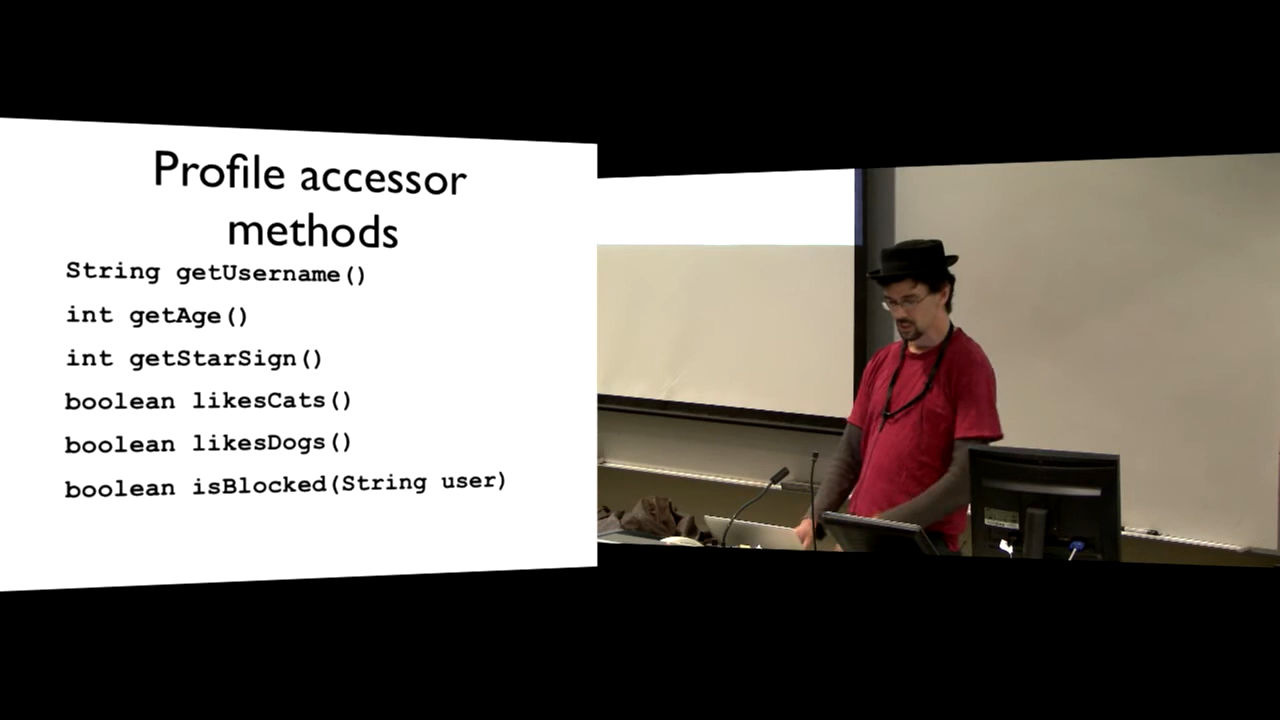 Profile accessor
methods
String getUsername()
int getAge()
int getStarSign()
boolean likesCats()
boolean likesDogs()
boolean isBlocked(String user)